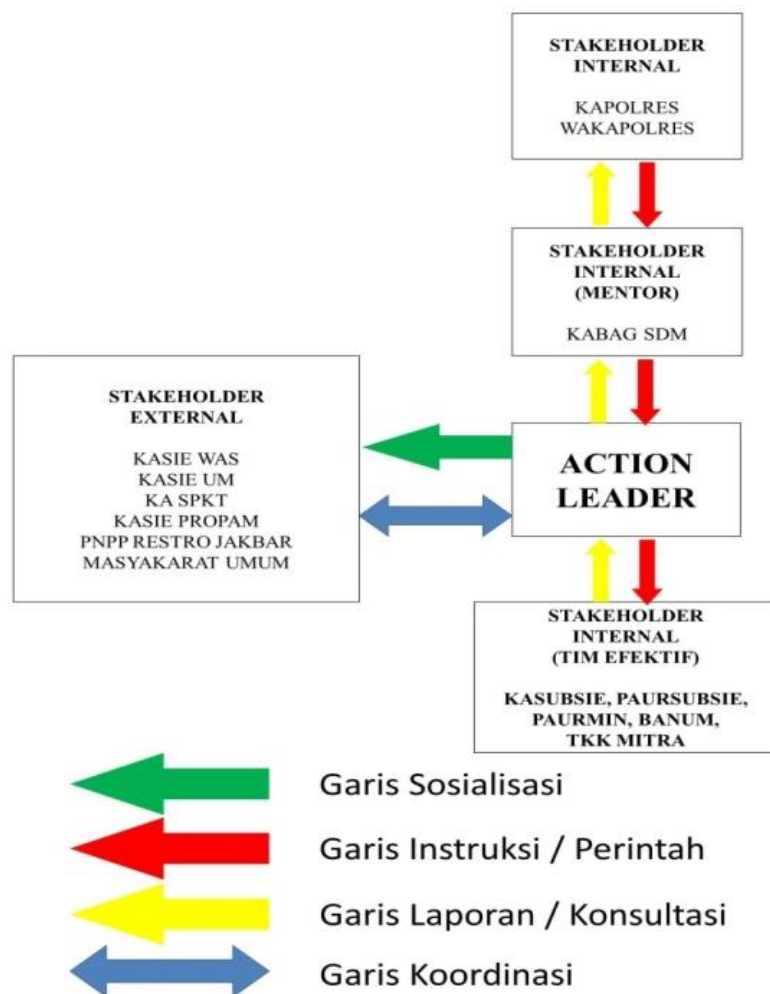 STAKEHOLDER
INTERNAL
KAPOLRES
WAKAPOLRES
STAKEHOLDER
INTERNAL
(MENTOR)
KABAG SDM
STAKEHOLDER
EXTERNAL
KASIE WAS
KASIE UM
KA SPKT
KASIE PROPAM
PNPP RESTRO JAKBAR
MASYAKARAT UMUM
ACTION
LEADER
STAKEHOLDER
INTERNAL
(TIM EFEKTIF)
KASUBSIE, PAURSUBSIE,
PAURMIN, BANUM,
TKK MITRA
Garis Sosialisasi
Garis Instruksi / Perintah
Garis Laporan / Konsultasi
Garis Koordinasi